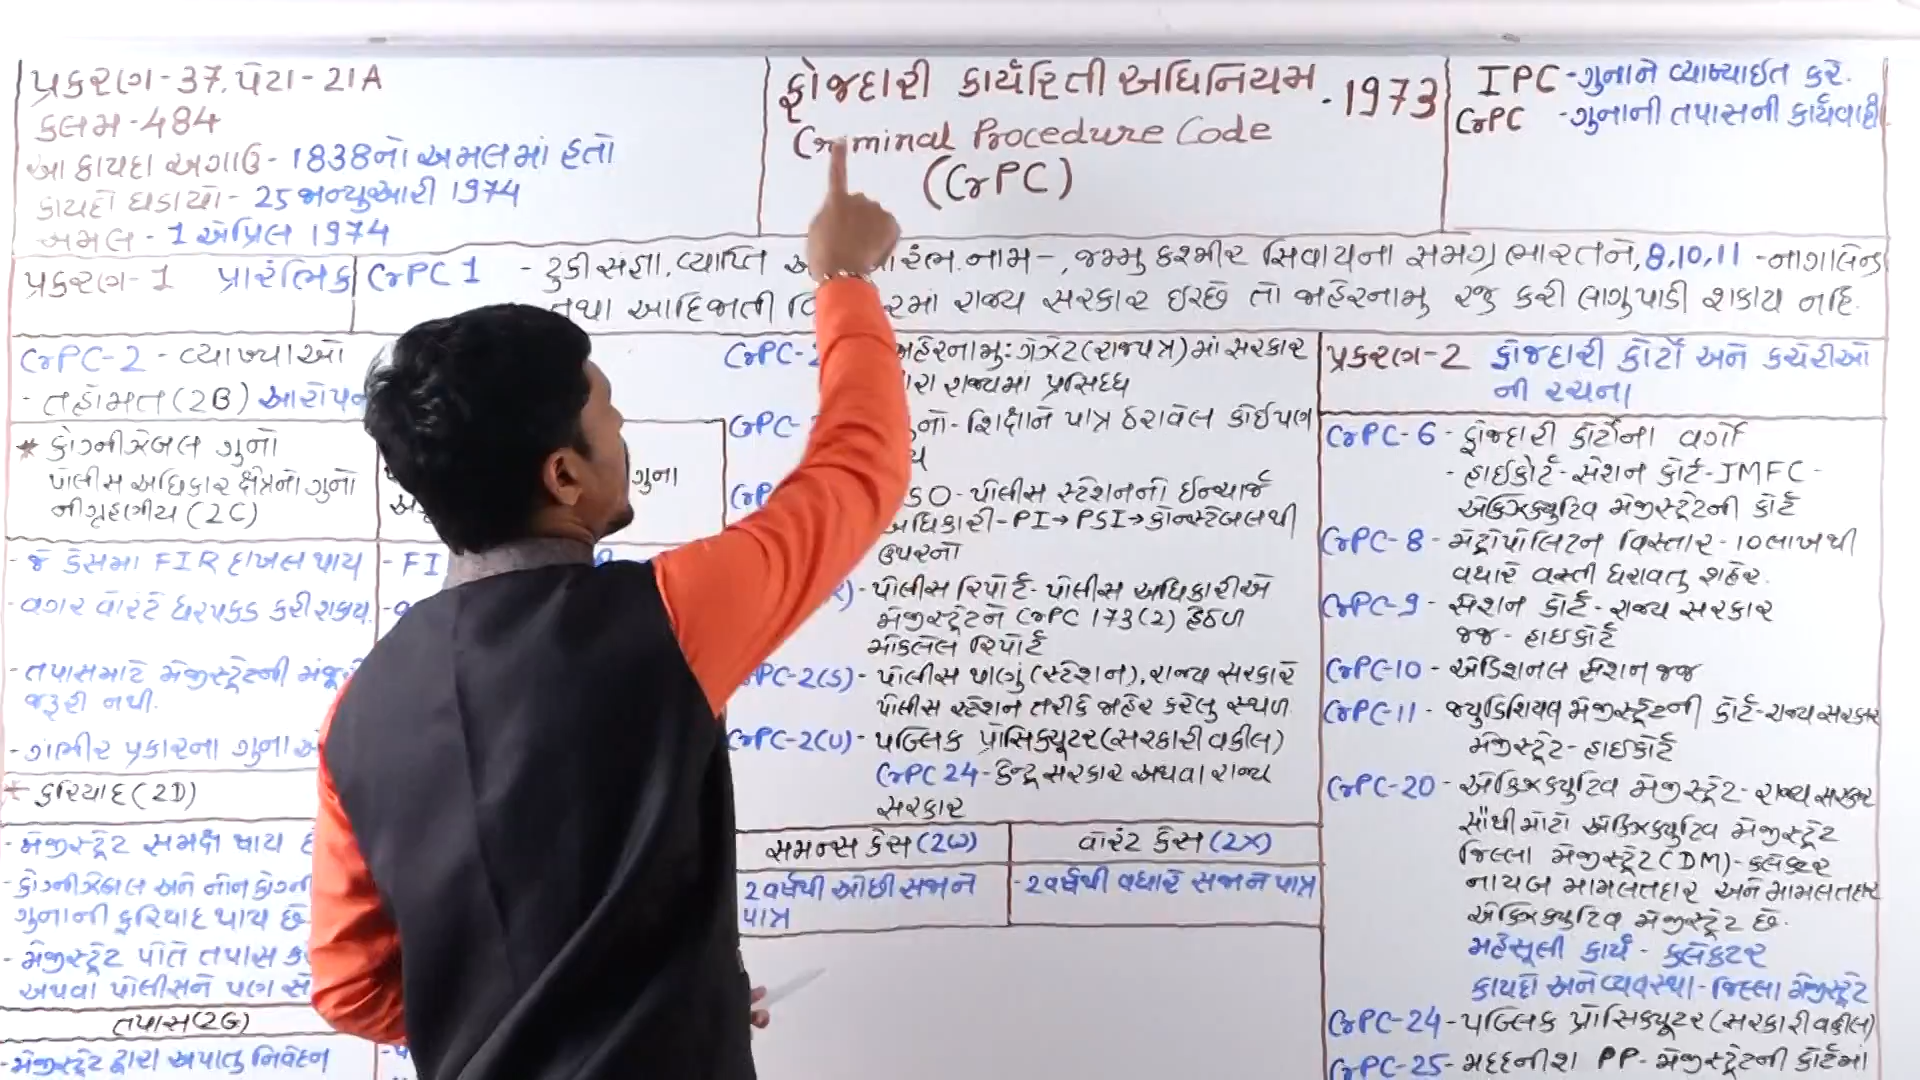 પ્રકરણ-37, પેટા-21A
કલમ-484
આ કાયદા અગાઉ-1838નો અમલમાં હતો
કાયદો ઘડાયો- 25 જાન્યુઆરી 1974
અમલ - 1 એપ્રિલ 1974
ફોજદારી કાર્યરિતી અધિનિયમ - 1973
Criminal Procedure Code
(CrPC)
IPC -ગુનાને વ્યાખ્યાઈત કરે.
CrPC -ગુનાની તપાસની કાર્યવાહી
પ્રકરણ-1 પ્રારંભિક
CrPC 1 - ટુકી સંજ્ઞા, વ્યાપ્તિ નામ-, જમ્મુ કશ્મીર સિવાયના સમગ્ર ભારતને, 8,10,11 -નાગાલેન્ડ
તથા આદિજાતી રાજ્ય સરકાર ઇચ્છે તો જાહેરનામુ રજુ કરી લાગુ પાડી શકાય નહિ.
CrPC-2 - વ્યાખ્યાઓ
- તહોમત (2B) આરોપ
* કોગ્નીઝેબલ ગુનો
પોલીસ અધિકાર ક્ષેત્રનો ગુનો
નીગૃહણીય (2C)
ગુના
- જે કેસમા FIR દાખલ થાય
- વગર વોરંટે ધરપકડ કરી શકાય.
- તપાસમાટે મેજીસ્ટ્રેટની
જરૂરી નથી.
- ગંભીર પ્રકારના ગુના
- FI
* ફરિયાદ (2D)
- મેજીસ્ટ્રેટ સમક્ષ થાય
- કોગ્નીઝેબલ અને નોન કોગ્ની
ગુનાની ફરિયાદ થાય છે
- મેજીસ્ટ્રેટ પોતે તપાસ
અથવા પોલીસને પણ
તપાસ(2G)
- મેજીસ્ટ્રેટ દ્વારા અપાતુ નિવેદન
જાહેરનામુ: ગેઝેટ(રાજ્યપત્ર)માં સરકાર
રાજ્યમાં પ્રસિધ્ધ
- શિક્ષાને પાત્ર ઠરાવેલ કોઈપણ
SO - પોલીસ સ્ટેશનનો ઈન્ચાર્જ
અધિકારી-PI→PSI→કોન્સ્ટેબલથી
ઉપરનો
- પોલીસ રિપોર્ટ- પોલીસ અધિકારીએ
મેજીસ્ટ્રેટને CrPC 173(2) હેઠળ
મોકલેલ રિપોર્ટ
CrPC-2(S)- પોલીસ થાણું (સ્ટેશન), રાજ્ય સરકારે
પોલીસ સ્ટેશન તરીકે જાહેર કરેલુ સ્થળ
CrPC-2(U)- પબ્લિક પ્રોસિક્યૂટર(સરકારી વકીલ)
CrPC 24 - કેન્દ્ર સરકાર અથવા રાજ્ય
સરકાર
સમન્સ કેસ (2W)
વોરંટ કેસ (2X)
2 વર્ષથી ઓછી સજાને
પાત્ર
- 2 વર્ષથી વધારે સજાને પાત્ર
પ્રકરણ-2 ફોજદારી કોર્ટો અને કચેરીઓ
ની રચના
CrPC-6 - ફોજદારી કોર્ટોના વર્ગો
- હાઈકોર્ટ - સેશન કોર્ટ - JMFC -
એક્ઝિક્યુટિવ મેજીસ્ટ્રેટની કોર્ટ
CrPC-8 - મેટ્રોપોલિટન વિસ્તાર - 10 લાખથી
વધારે વસ્તી ધરાવતુ શહેર.
CrPC-9 - સેશન કોર્ટ - રાજ્ય સરકાર
જજ - હાઈકોર્ટ
CrPC-10 - એડિશનલ સેશન જજ
CrPC-11 - જ્યુડિશિયલ મેજીસ્ટ્રેટની કોર્ટ-રાજ્ય સરકાર
મેજીસ્ટ્રેટ - હાઈકોર્ટ
CrPC-20 - એક્ઝિક્યુટિવ મેજીસ્ટ્રેટ- રાજ્ય સરકાર
સૌથી મોટો એક્ઝિક્યુટિવ મેજીસ્ટ્રેટ
જિલ્લા મેજીસ્ટ્રેટ (DM)- કલેક્ટર
નાયબ મામલતદાર અને મામલતદાર
એક્ઝિક્યુટિવ મેજીસ્ટ્રેટ છે.
મહેસૂલી કાર્ય - કલેક્ટર
કાયદો અને વ્યવસ્થા - જિલ્લા મેજીસ્ટ્રેટ
CrPC-24 - પબ્લિક પ્રોસિક્યૂટર (સરકારી વકીલ)
CrPC-25- મદદનીશ PP- મેજીસ્ટ્રેટની કોર્ટમાં